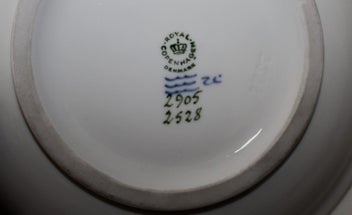 ROYAL
COPENHAGEN
DENMARK
2905
2528